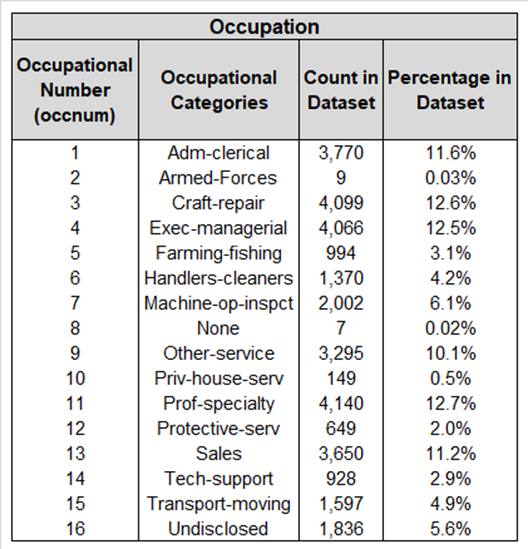 Occupation
Occupational Number (occnum) Occupational Categories Count in Dataset Percentage in Dataset
1 Adm-clerical 3,770 11.6%
2 Armed-Forces 9 0.03%
3 Craft-repair 4,099 12.6%
4 Exec-managerial 4,066 12.5%
5 Farming-fishing 994 3.1%
6 Handlers-cleaners 1,370 4.2%
7 Machine-op-inspct 2,002 6.1%
8 None 7 0.02%
9 Other-service 3,295 10.1%
10 Priv-house-serv 149 0.5%
11 Prof-specialty 4,140 12.7%
12 Protective-serv 649 2.0%
13 Sales 3,650 11.2%
14 Tech-support 928 2.9%
15 Transport-moving 1,597 4.9%
16 Undisclosed 1,836 5.6%